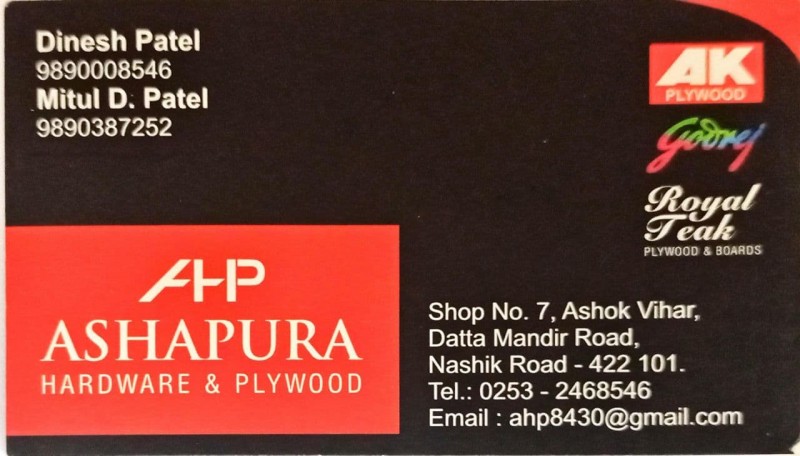 Dinesh Patel
9890008546
Mitul D. Patel
9890387252
AK
PLYWOOD
Godrej
Royal
Teak
PLYWOOD & BOARDS
AHP
ASHAPURA
HARDWARE & PLYWOOD
Shop No. 7, Ashok Vihar,
Datta Mandir Road,
Nashik Road - 422 101.
Tel.: 0253 - 2468546
Email : ahp8430@gmail.com